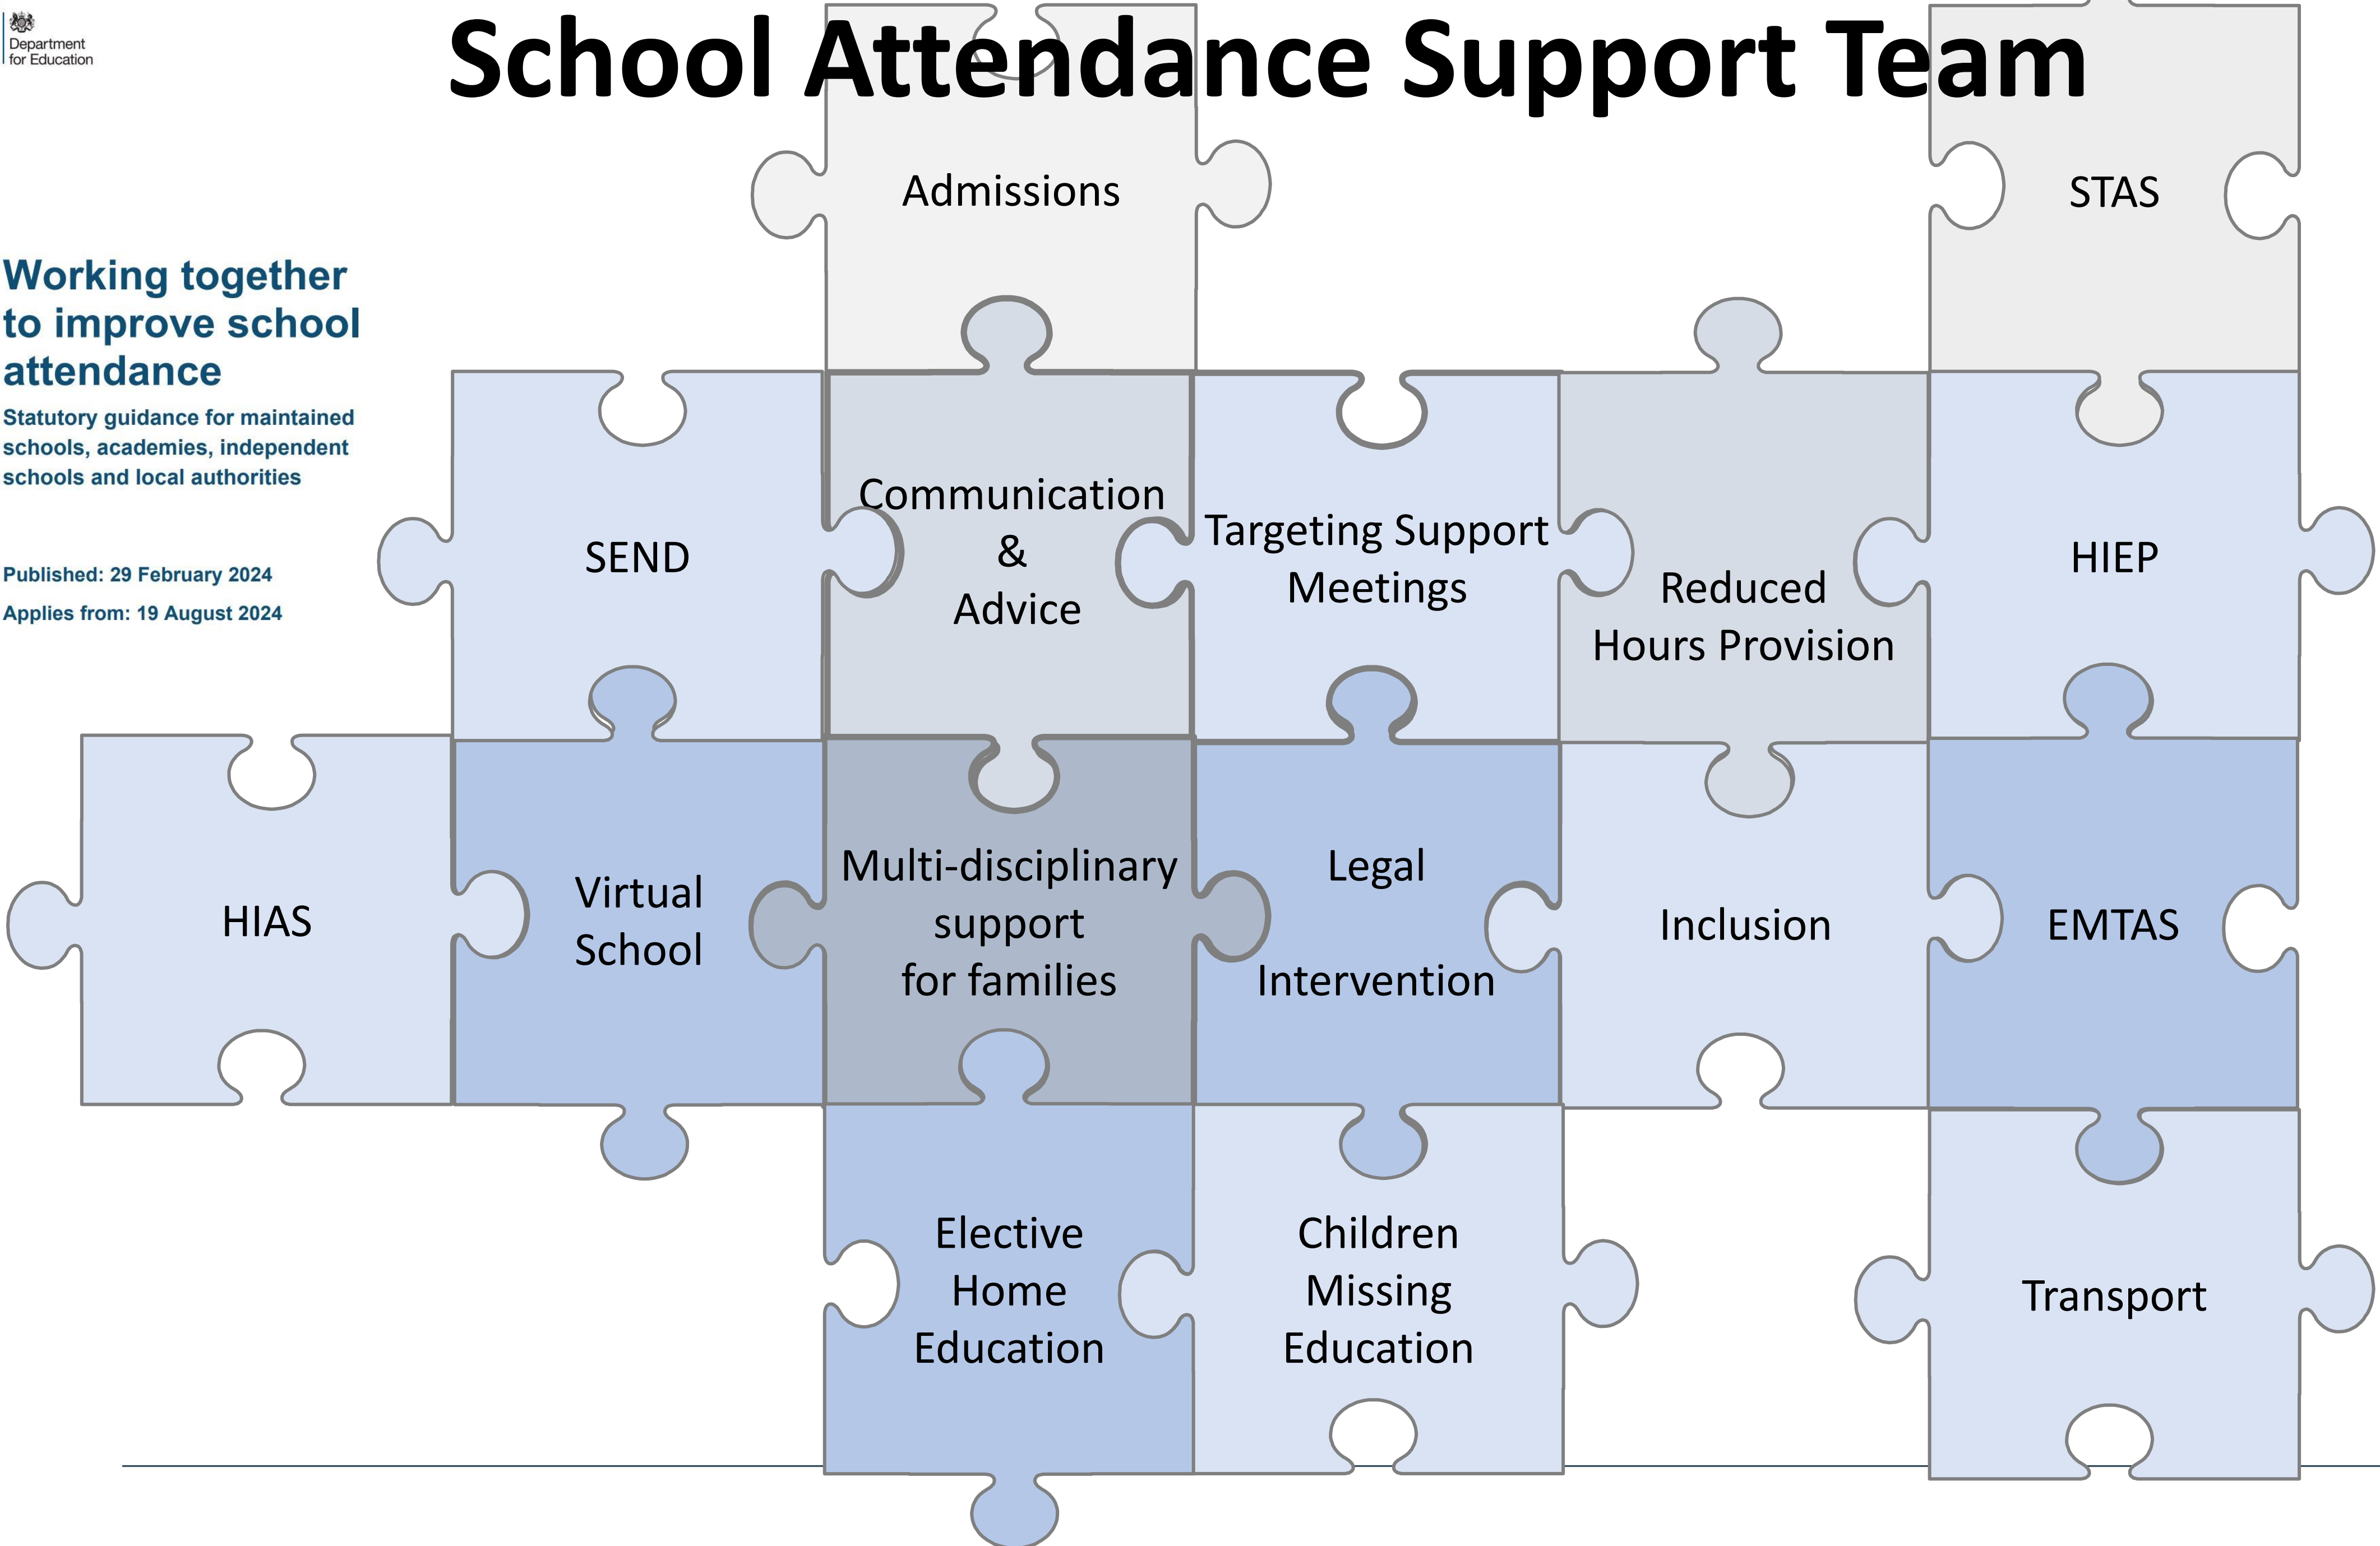 Department
for Education
School Attendance Support Team
Admissions
STAS
Working together
to improve school
attendance
Statutory guidance for maintained
schools, academies, independent
schools and local authorities
Published: 29 February 2024
Applies from: 19 August 2024
SEND
Communication
&
Advice
Targeting Support
Meetings
Reduced
Hours Provision
HIEP
HIAS
Virtual
School
Multi-disciplinary
support
for families
Legal
Intervention
Inclusion
EMTAS
Elective
Home
Education
Children
Missing
Education
Transport